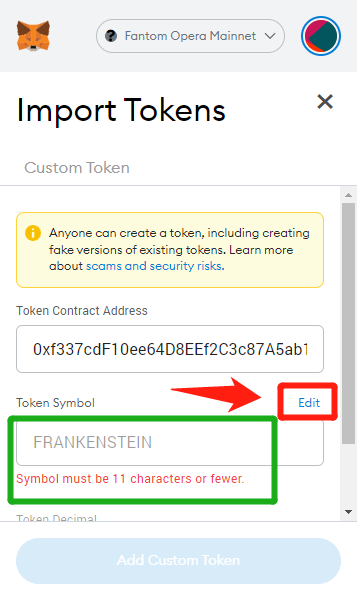 Fantom Opera Mainnet
Import Tokens
Custom Token
Anyone can create a token, including creating
fake versions of existing tokens. Learn more
about scams and security risks.
Token Contract Address
0xf337cdF10ee64D8EEf2C3c87A5ab1
Token Symbol
Edit
FRANKENSTEIN
Symbol must be 11 characters or fewer.
Token Decimal
Add Custom Token